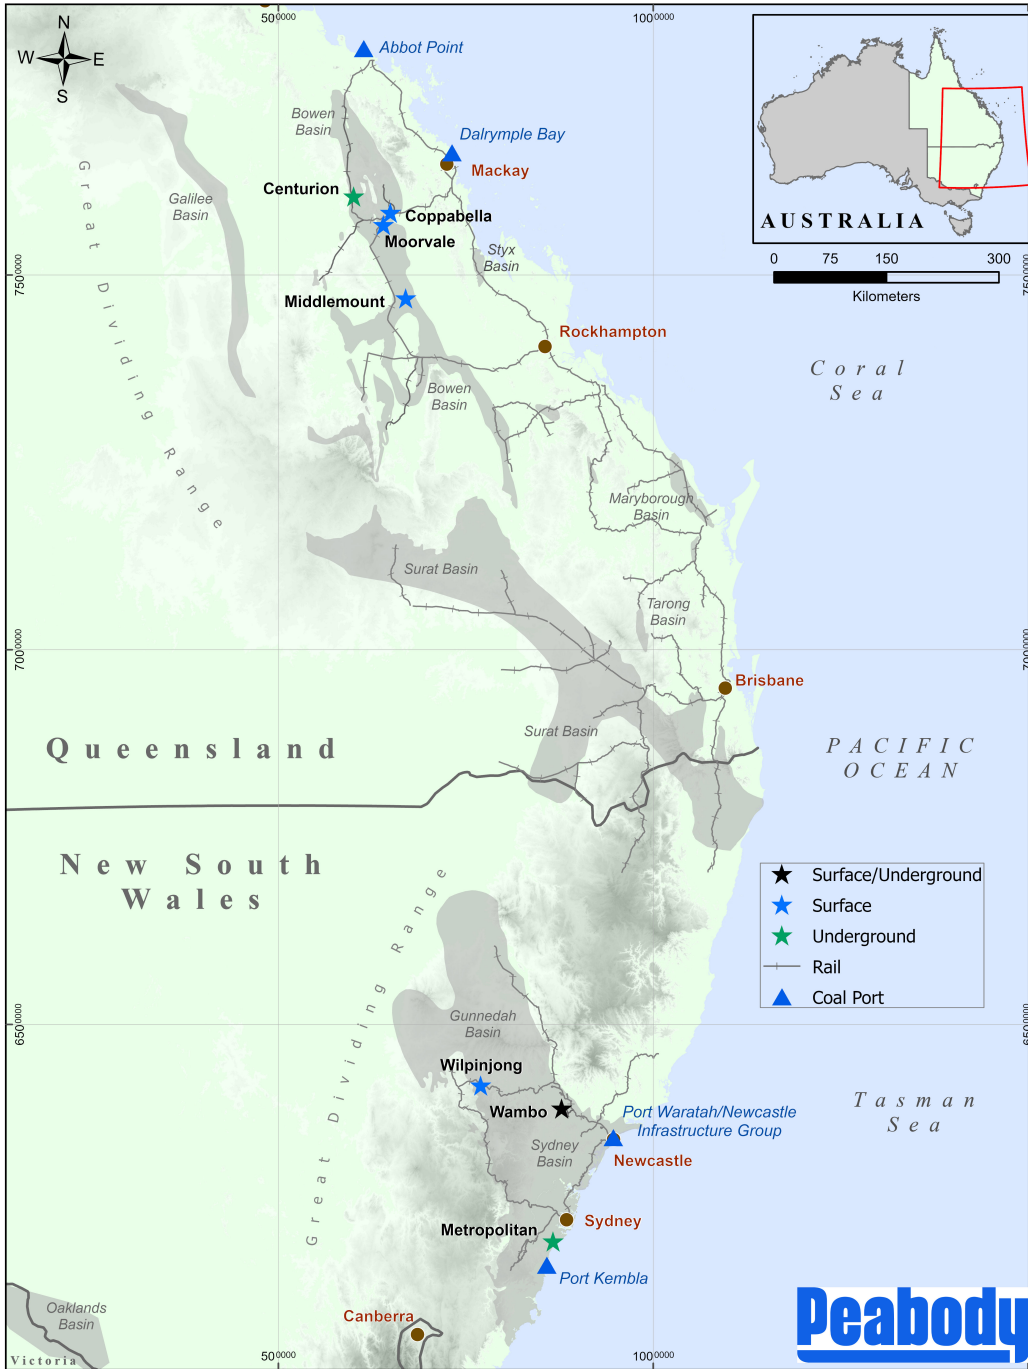 500000
1000000
N
W
E
S
Abbot Point
Bowen
Basin
Dalrymple Bay
Mackay
Centurion
Galilee
Basin
Coppabella
Moorvale
Styx
Basin
AUSTRALIA
0 75 150 300
Kilometers
7500000
7500000
Middlemount
Rockhampton
Great Dividing Range
Coral
Sea
Bowen
Basin
Maryborough
Basin
Surat Basin
Tarong
Basin
7000000
7000000
Brisbane
Surat Basin
Queensland
PACIFIC
OCEAN
New South
Wales
Great Dividing Range
Surface/Underground
Surface
Underground
Rail
Coal Port
6500000
6500000
Gunnedah
Basin
Wilpinjong
Wambo
Port Waratah/Newcastle
Infrastructure Group
Tasman
Sea
Sydney
Basin
Newcastle
Sydney
Metropolitan
Port Kembla
Canberra
Oaklands
Basin
Victoria
500000
1000000
Peabody